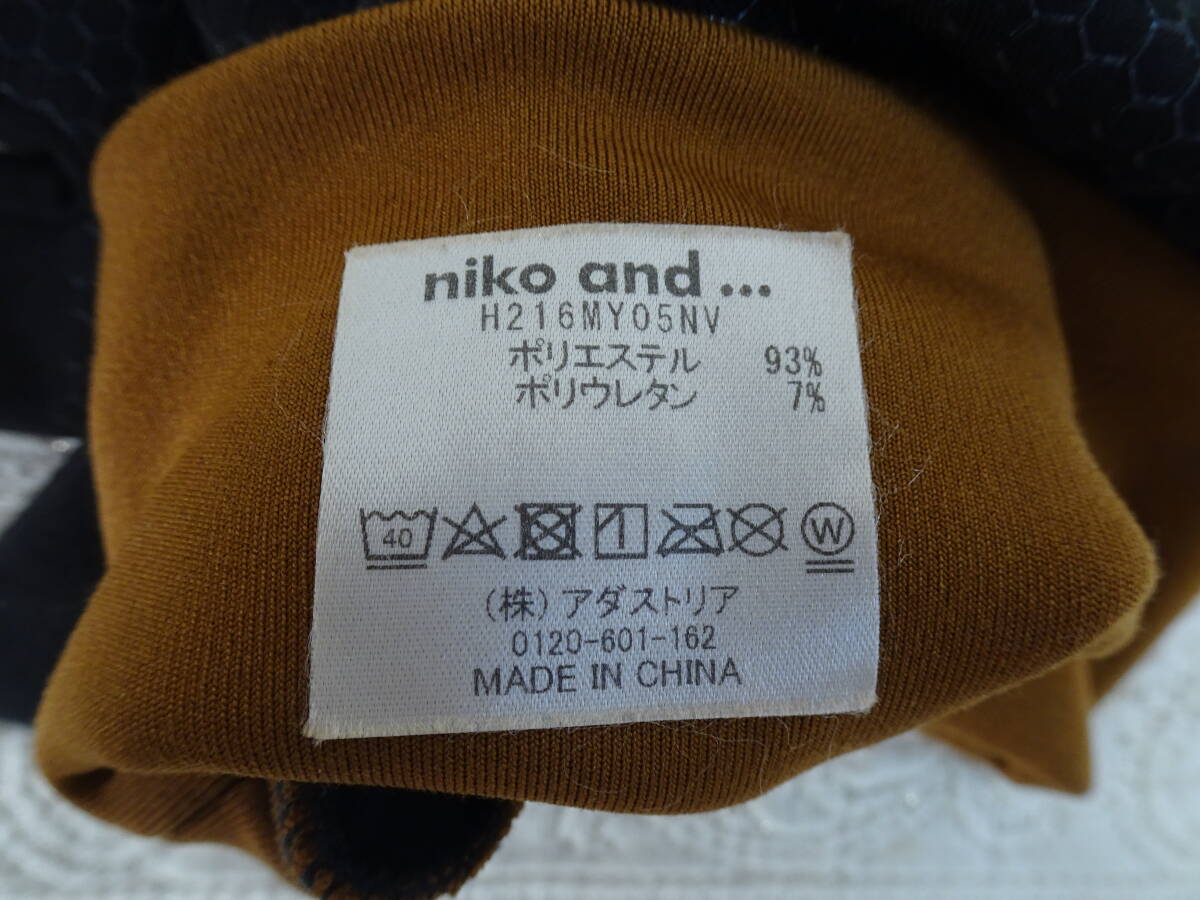 niko and ...
H216MY05NV
ポリエステル 93%
ポリウレタン 7%
40 W
(株)アダストリア
0120-601-162
MADE IN CHINA